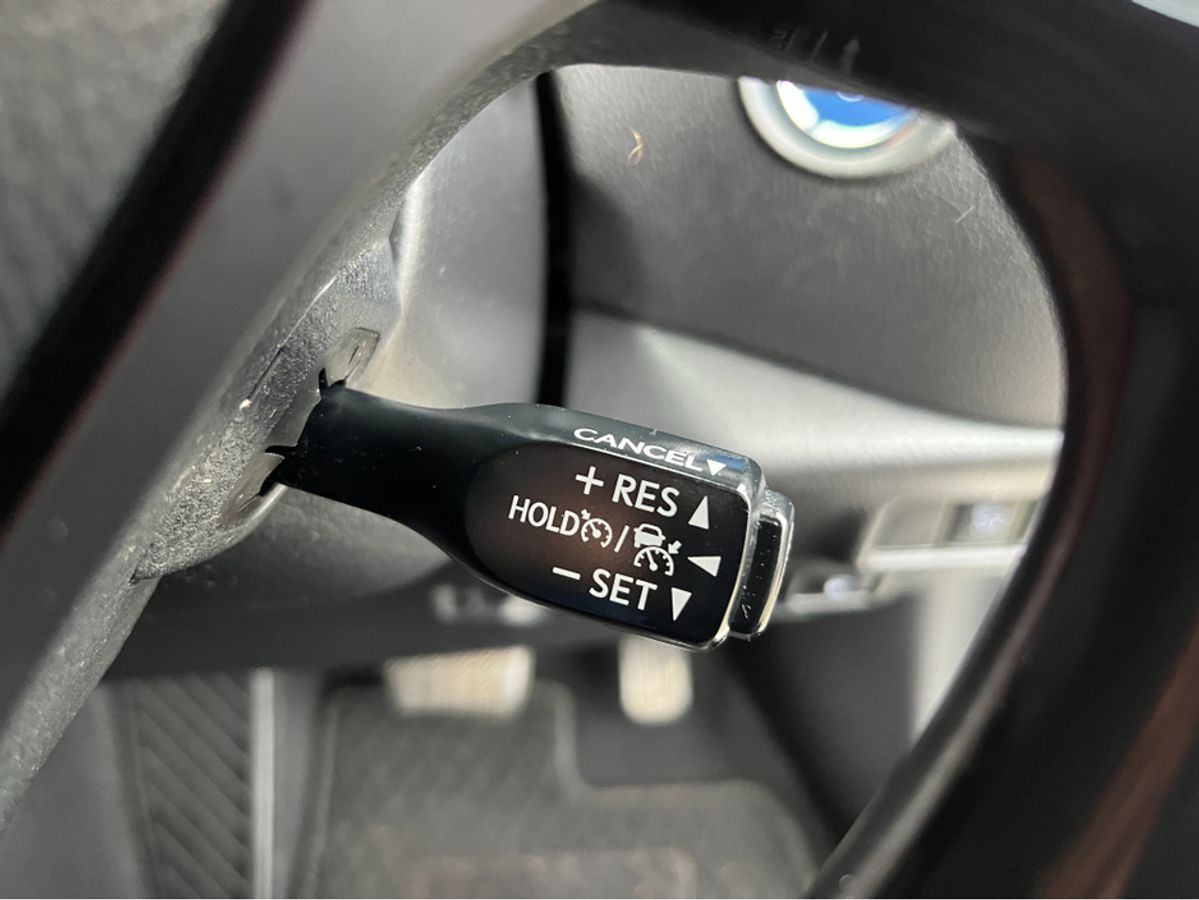 CANCEL▼
+ RES ▲
HOLD / ◀
− SET ▼